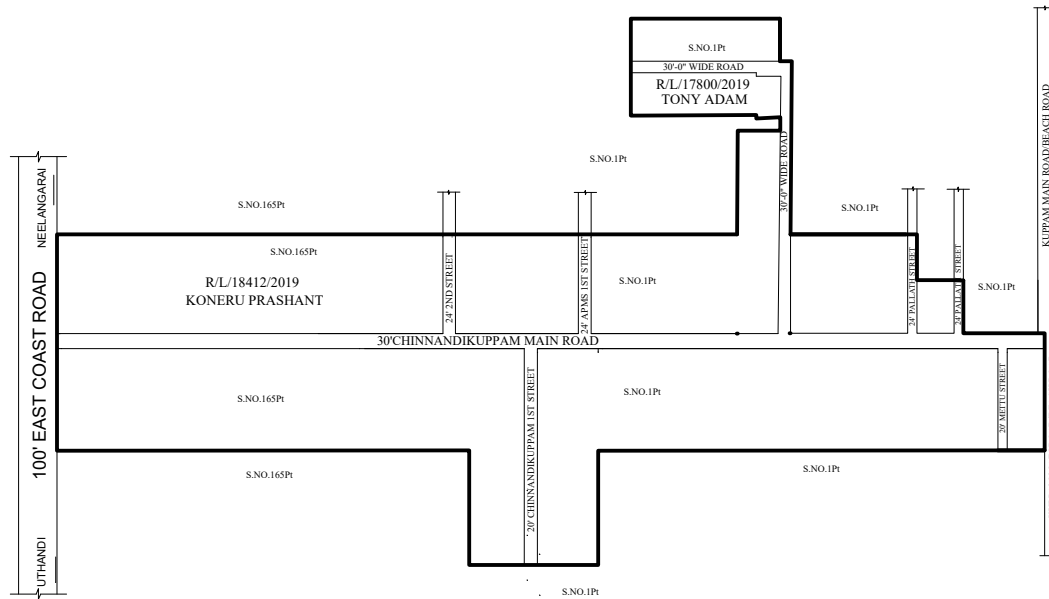 S.NO.1Pt
30'-0" WIDE ROAD
R/L/17800/2019
TONY ADAM
KUPPAM MAIN ROAD/BEACH ROAD
S.NO.1Pt
30'-0" WIDE ROAD
NEELANGARAI
S.NO.165Pt
S.NO.1Pt
S.NO.165Pt
R/L/18412/2019
KONERU PRASHANT
24' 2ND STREET
24' APMS 1ST STREET
S.NO.1Pt
24' PALLATH STREET
24' PALLAT STREET
S.NO.1Pt
100' EAST COAST ROAD
30'CHINNANDIKUPPAM MAIN ROAD
S.NO.165Pt
S.NO.1Pt
20' METTU STREET
20' CHINNANDIKUPPAM 1ST STREET
S.NO.165Pt
S.NO.1Pt
UTHANDI
S.NO.1Pt